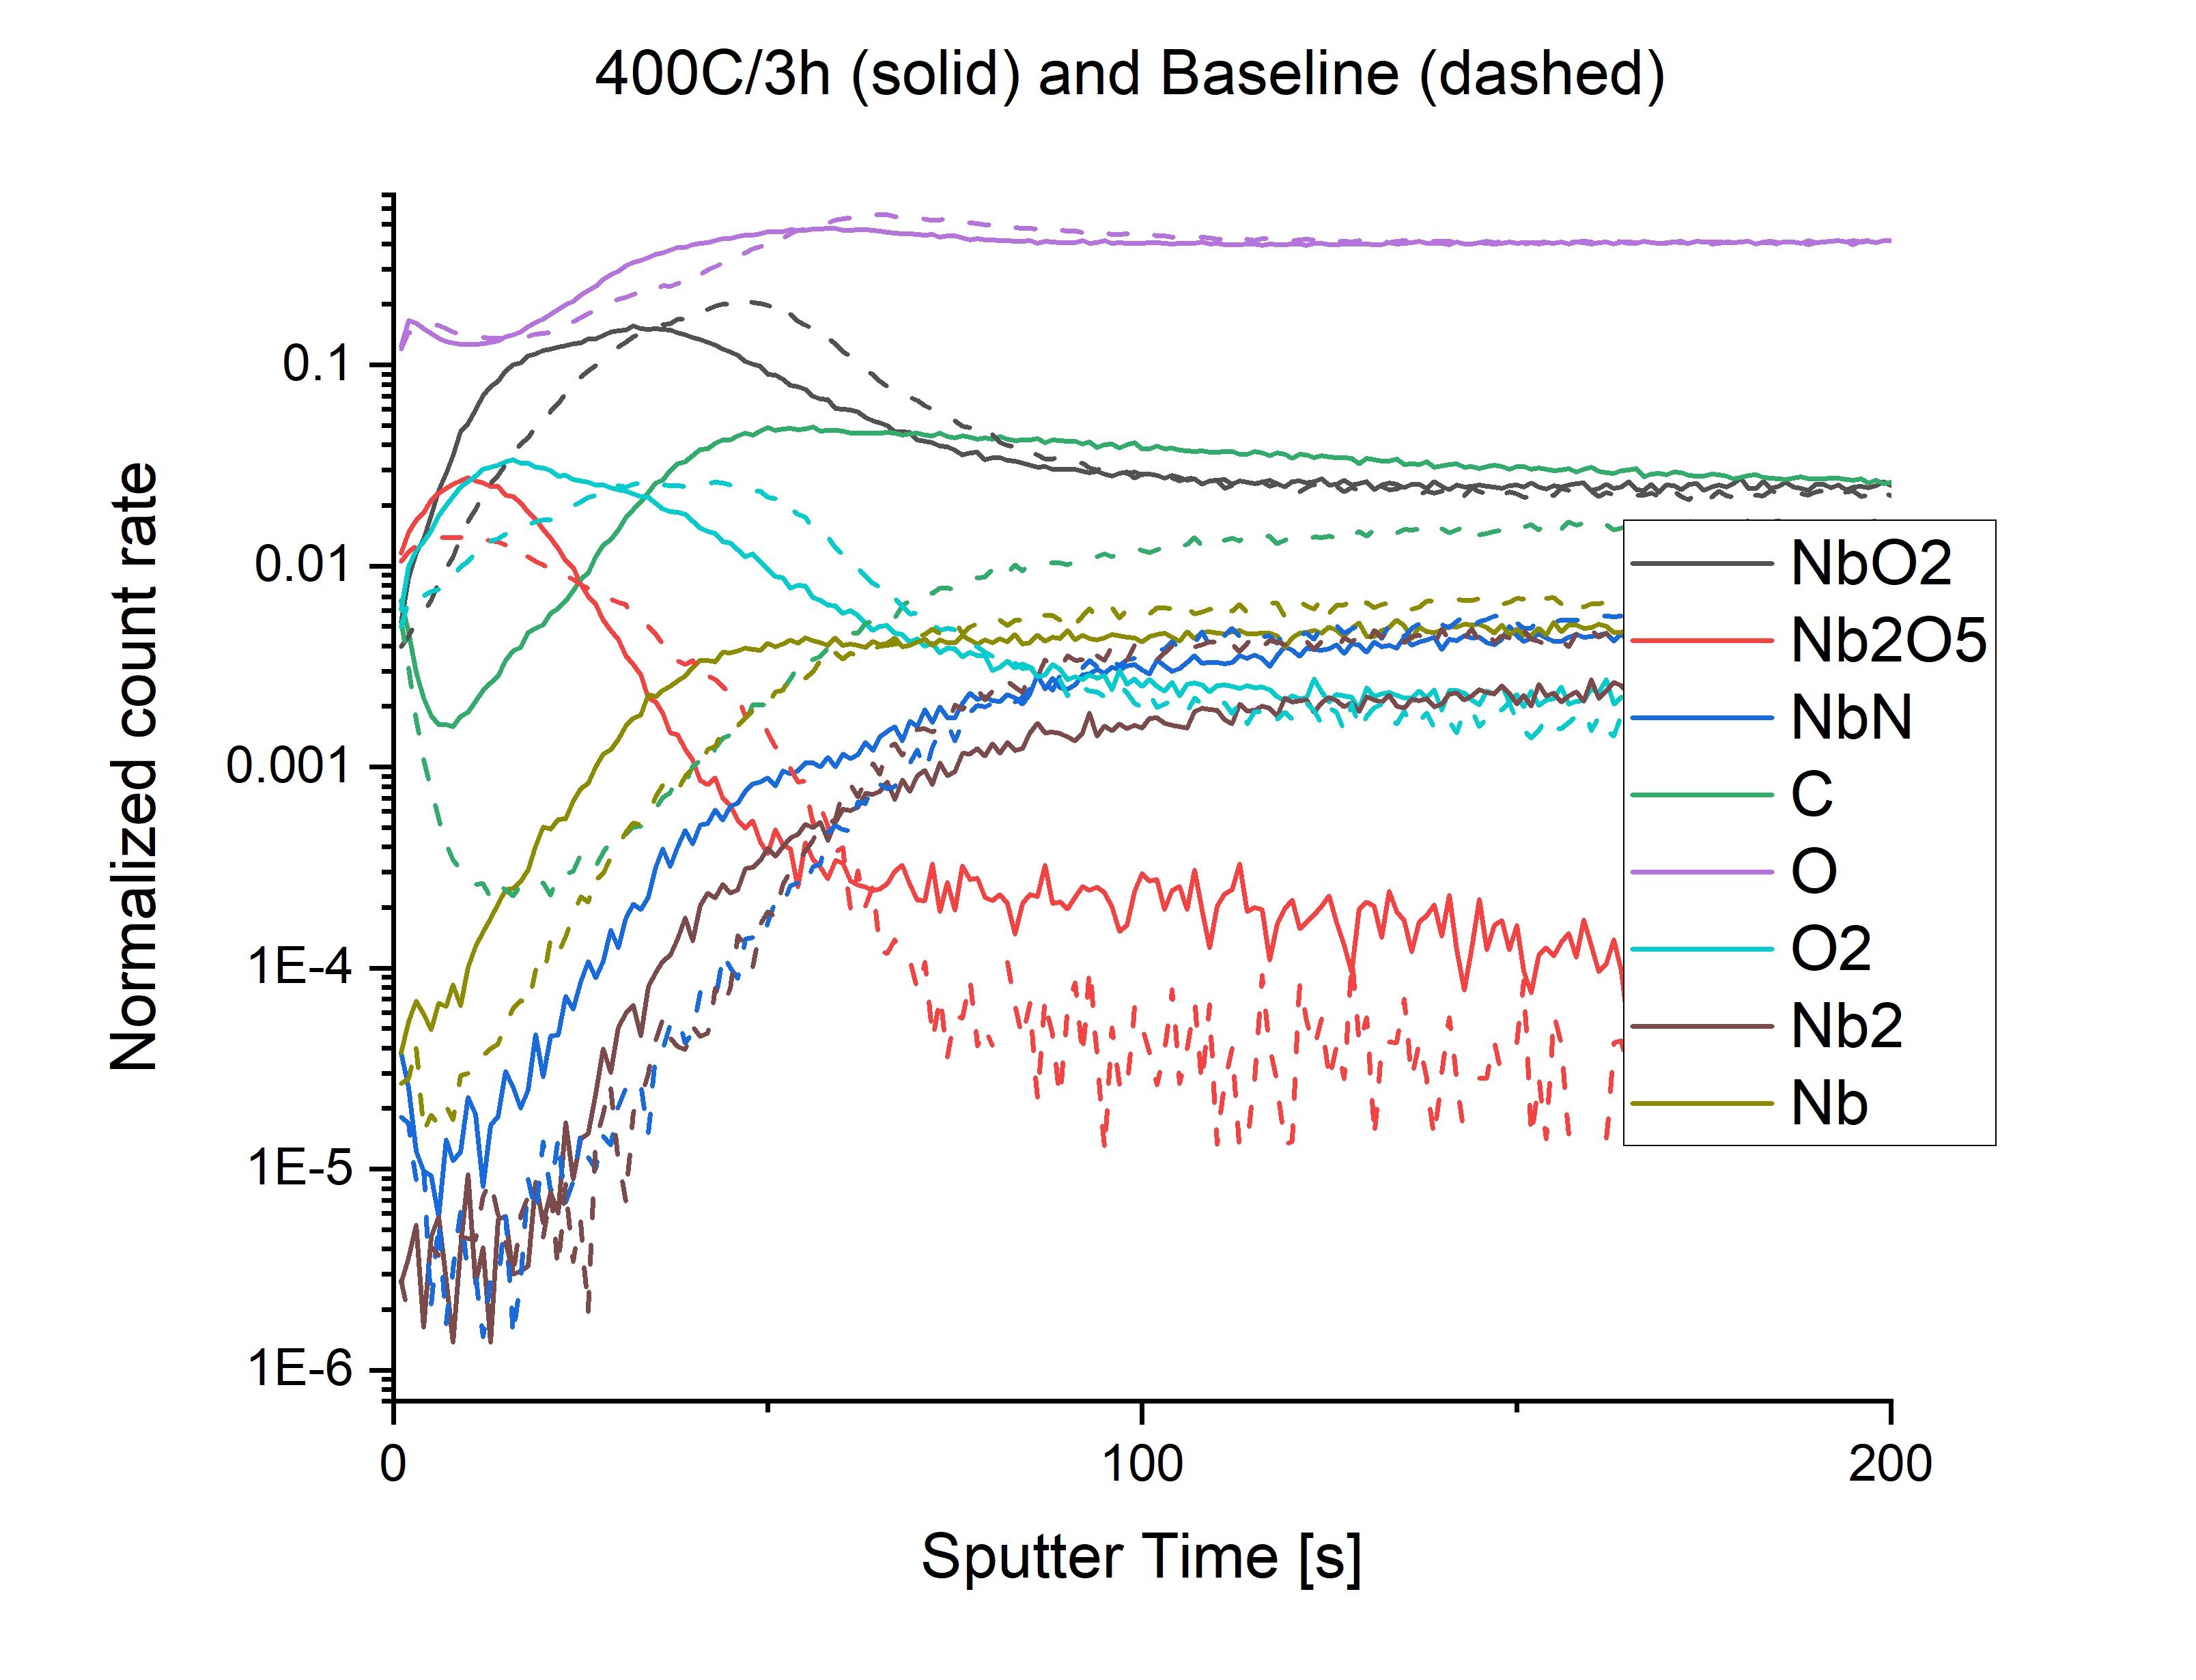 400C/3h (solid) and Baseline (dashed)
Normalized count rate
0.1
0.01
0.001
1E-4
1E-5
1E-6
NbO2
Nb2O5
NbN
C
O
O2
Nb2
Nb
0
100
200
Sputter Time [s]